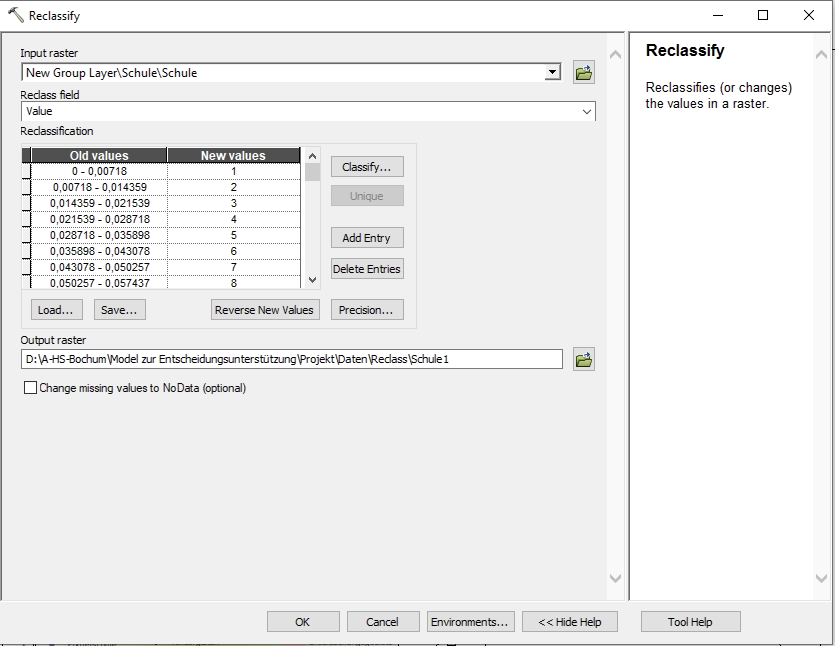 Reclassify
Input raster
New Group Layer\Schule\Schule
Reclass field
Value
Reclassification
Old values New values
0 - 0,00718 1
0,00718 - 0,014359 2
0,014359 - 0,021539 3
0,021539 - 0,028718 4
0,028718 - 0,035898 5
0,035898 - 0,043078 6
0,043078 - 0,050257 7
0,050257 - 0,057437 8
Classify...
Unique
Add Entry
Delete Entries
Load... Save... Reverse New Values Precision...
Output raster
D:\A-HS-Bochum\Model zur Entscheidungsunterstützung\Projekt\Daten\Reclass\Schule1
Change missing values to NoData (optional)
Reclassify
Reclassifies (or changes)
the values in a raster.
OK Cancel Environments... << Hide Help Tool Help